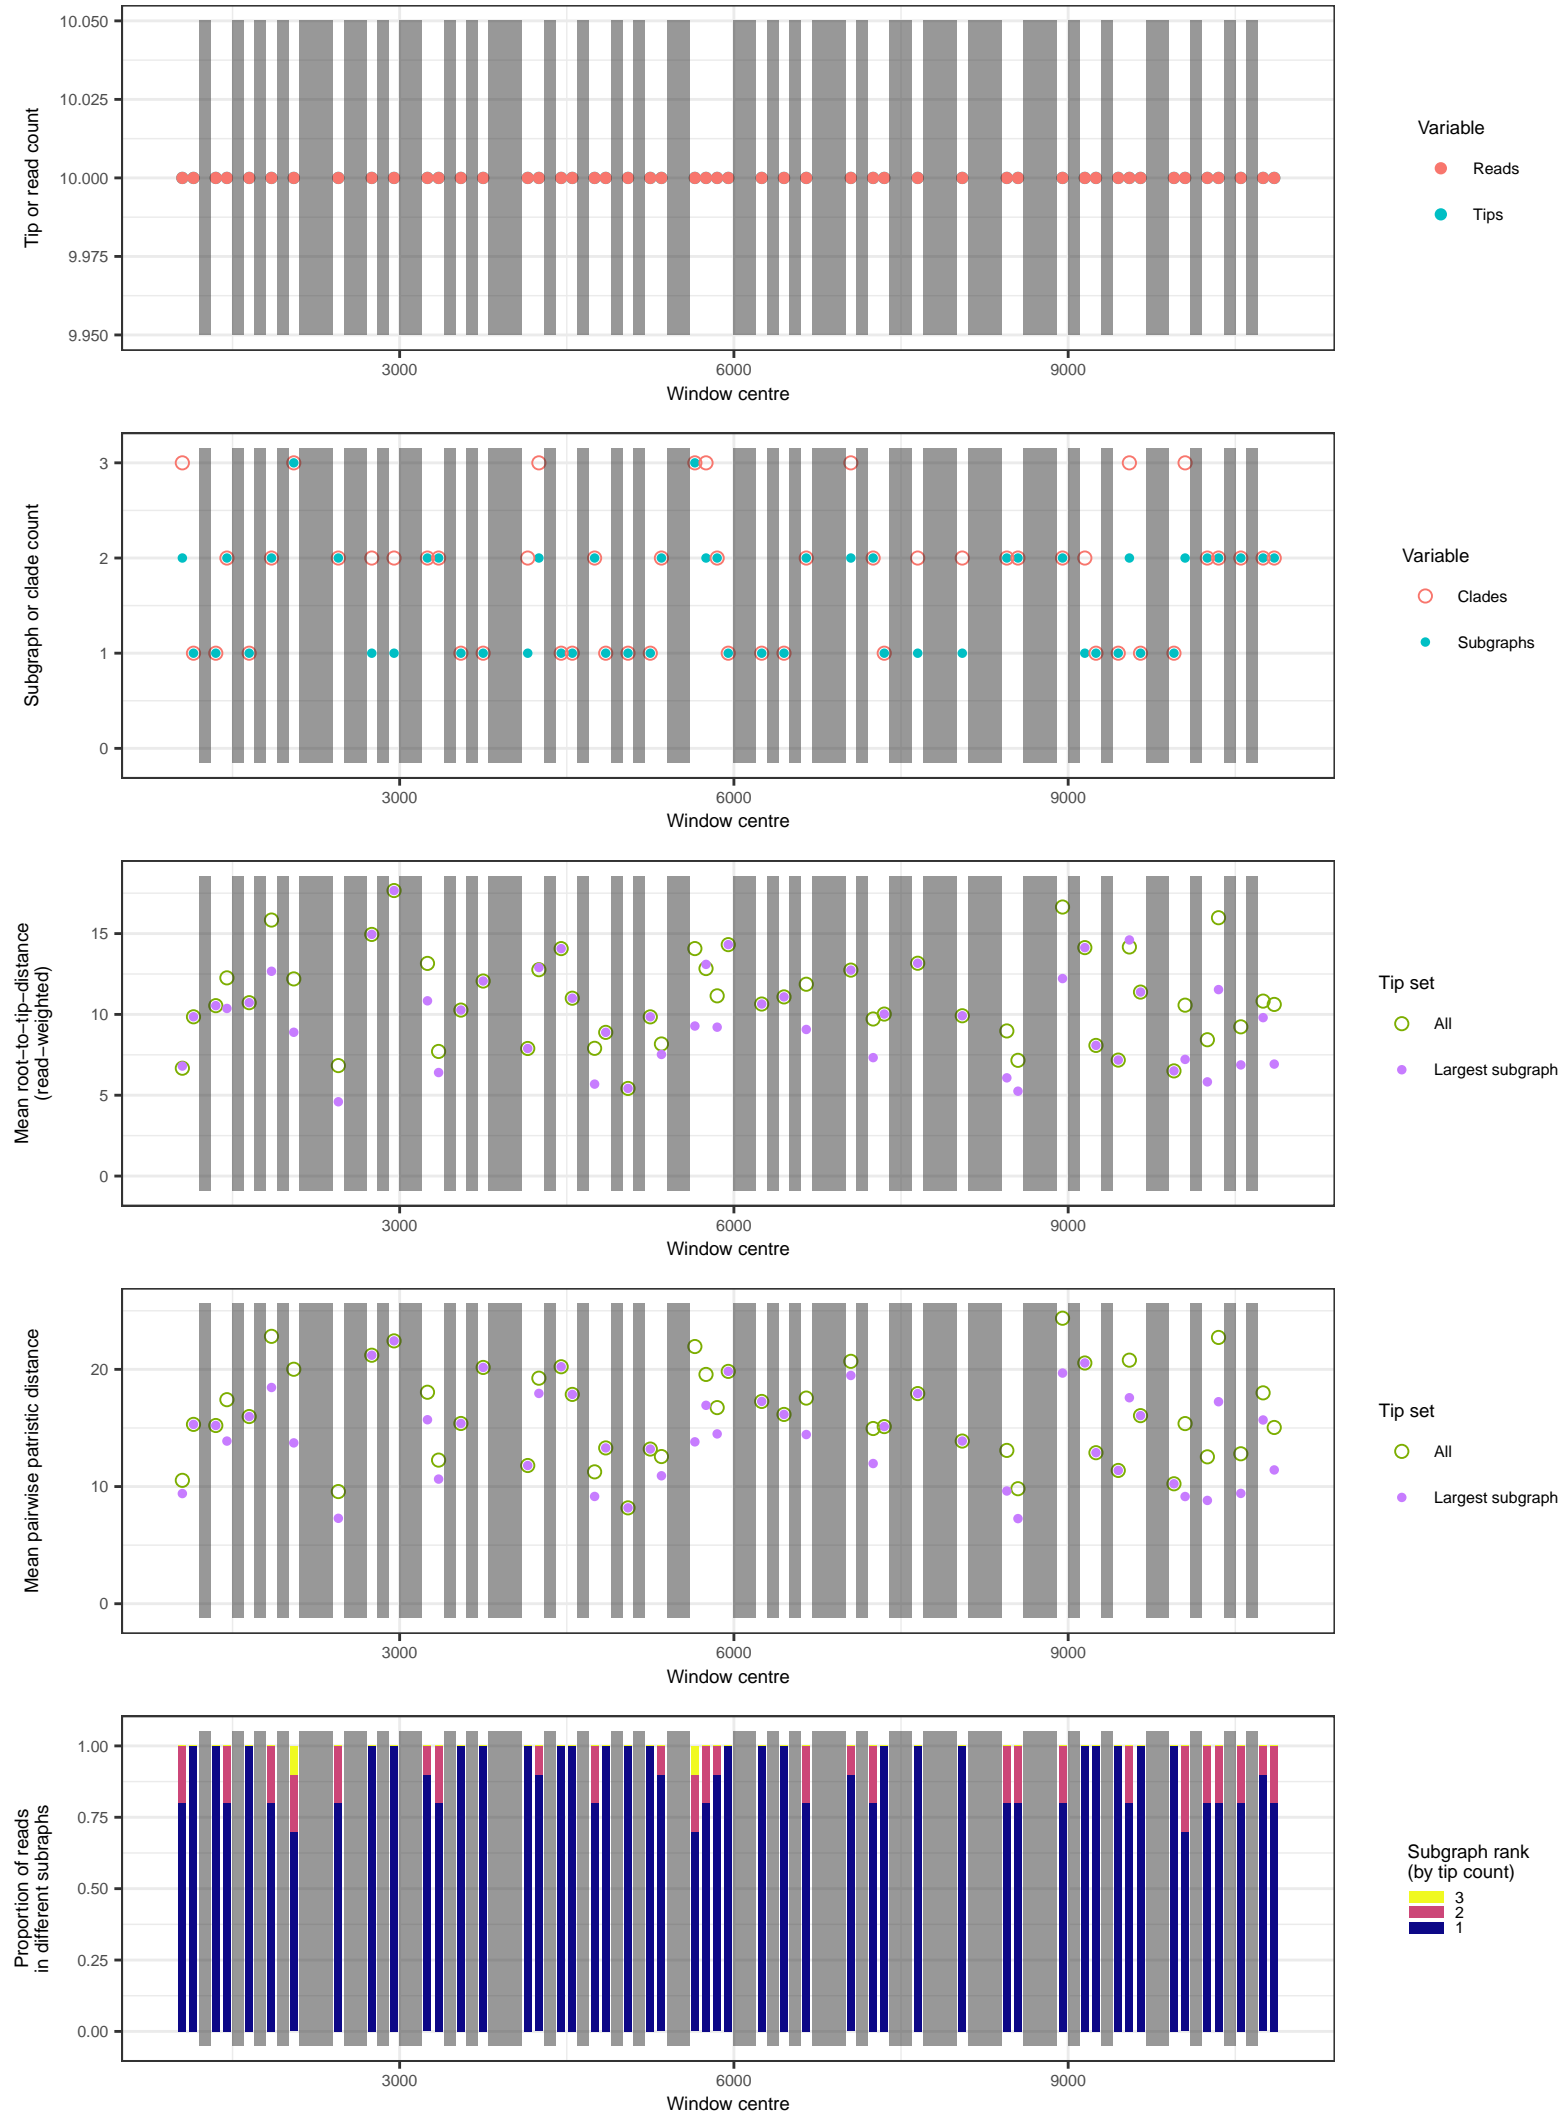 10.050
10.025
10.000
9.975
9.950
Tip or read count
3000 6000 9000
Window centre
Variable
Reads
Tips
3
2
1
0
Subgraph or clade count
3000 6000 9000
Window centre
Variable
Clades
Subgraphs
15
10
5
0
Mean root−to−tip−distance
(read−weighted)
3000 6000 9000
Window centre
Tip set
All
Largest subgraph
20
10
0
Mean pairwise patristic distance
3000 6000 9000
Window centre
Tip set
All
Largest subgraph
1.00
0.75
0.50
0.25
0.00
Proportion of reads
in different subraphs
3000 6000 9000
Window centre
Subgraph rank
(by tip count)
3
2
1